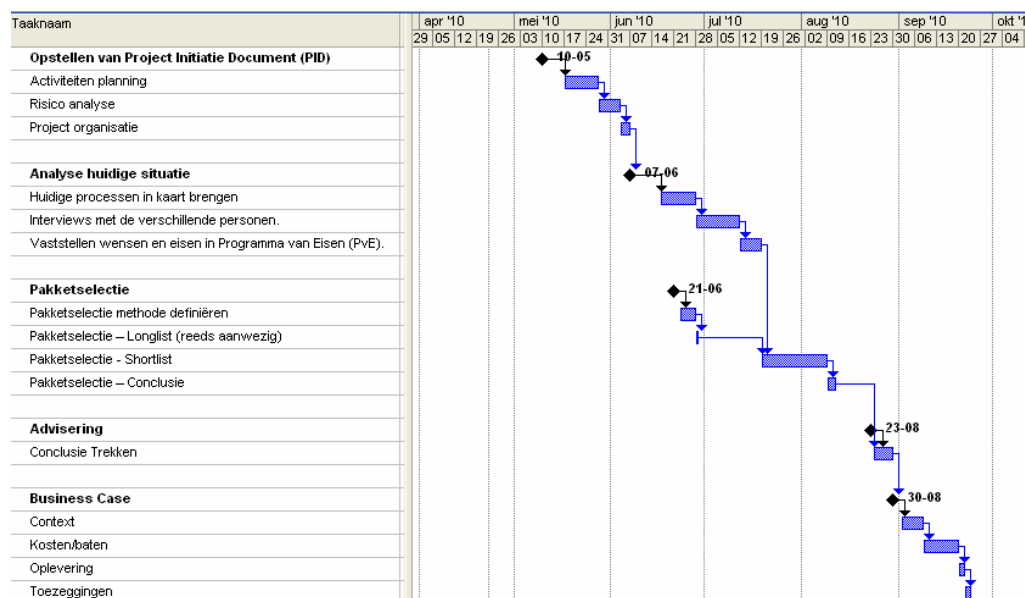 Taaknaam
apr '10 mei '10 jun '10 jul '10 aug '10 sep '10 okt '1
29 05 12 19 26 03 10 17 24 31 07 14 21 28 05 12 19 26 02 09 16 23 30 06 13 20 27 04
Opstellen van Project Initiatie Document (PID) 10-05
Activiteiten planning
Risico analyse
Project organisatie
Analyse huidige situatie 07-06
Huidige processen in kaart brengen
Interviews met de verschillende personen.
Vaststellen wensen en eisen in Programma van Eisen (PvE).
Pakketselectie 21-06
Pakketselectie methode definiëren
Pakketselectie – Longlist (reeds aanwezig)
Pakketselectie - Shortlist
Pakketselectie – Conclusie
Advisering 23-08
Conclusie Trekken
Business Case 30-08
Context
Kosten/baten
Oplevering
Toezeggingen